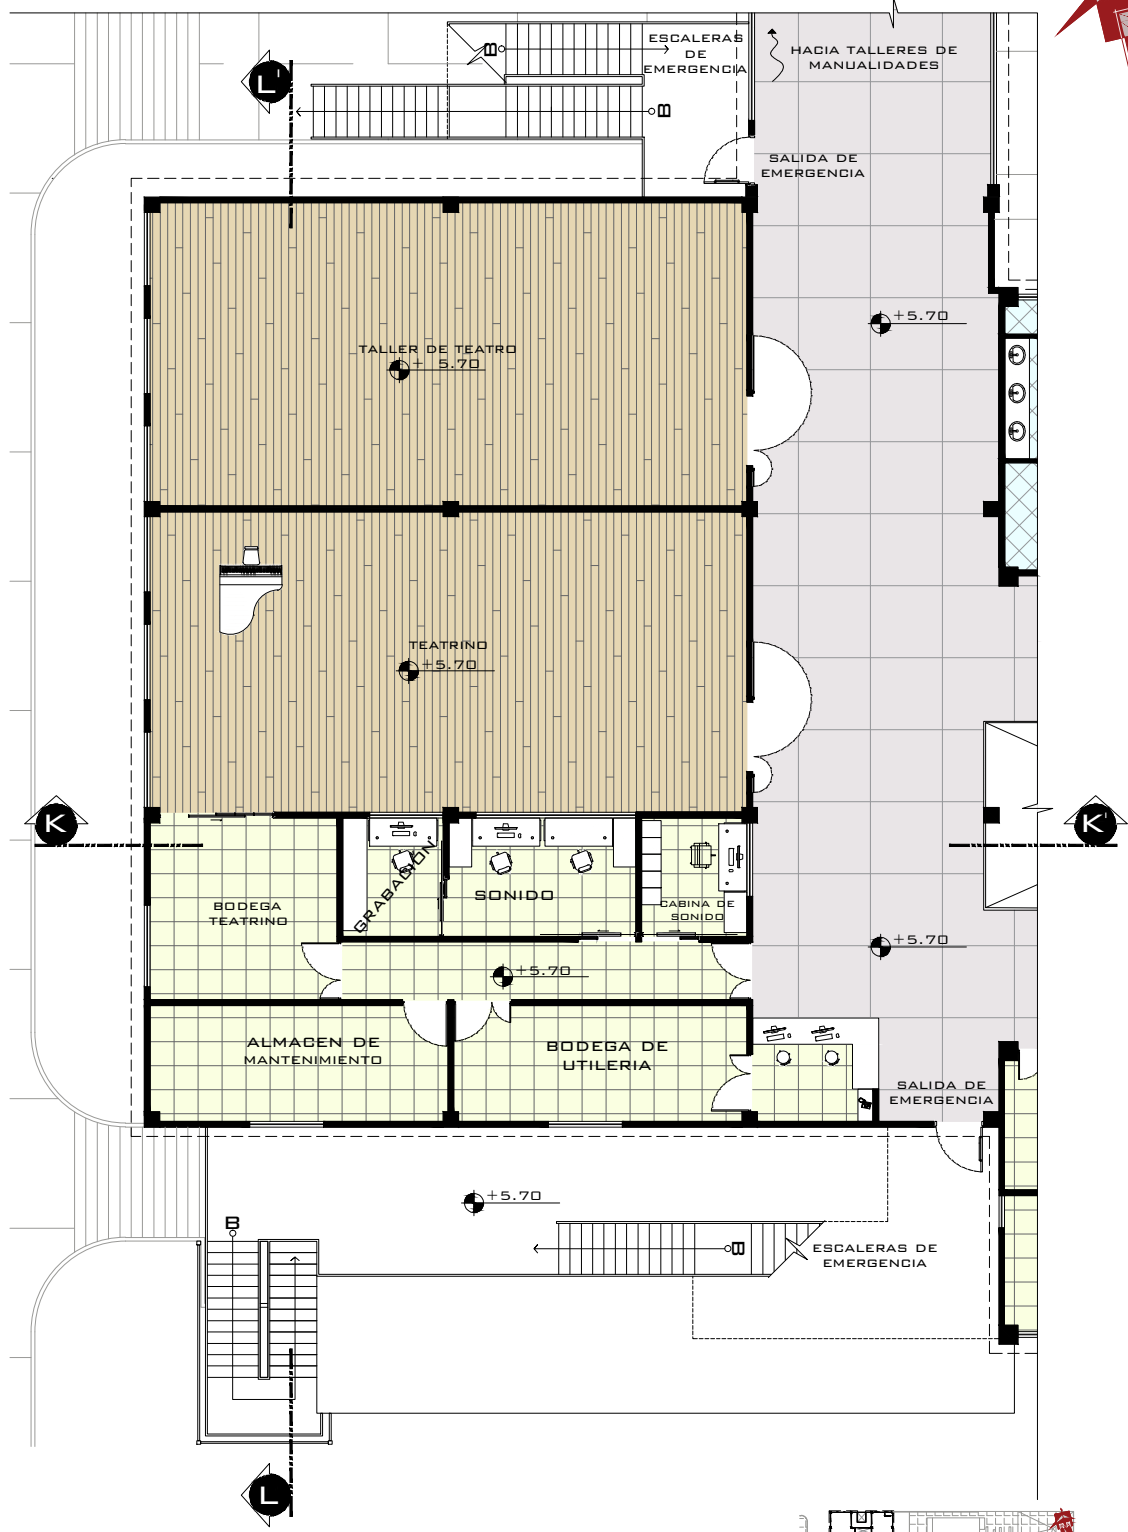 ESCALERAS
DE
EMERGENCIA
B
HACIA TALLERES DE
MANUALIDADES
L'
B
SALIDA DE
EMERGENCIA
+5.70
TALLER DE TEATRO
+ 5.70
TEATRINO
+5.70
K
K'
GRABACIÓN
SONIDO
CABINA DE
SONIDO
BODEGA
TEATRINO
+5.70
+5.70
ALMACEN DE
MANTENIMIENTO
BODEGA DE
UTILERIA
SALIDA DE
EMERGENCIA
+5.70
B
B
ESCALERAS DE
EMERGENCIA
L